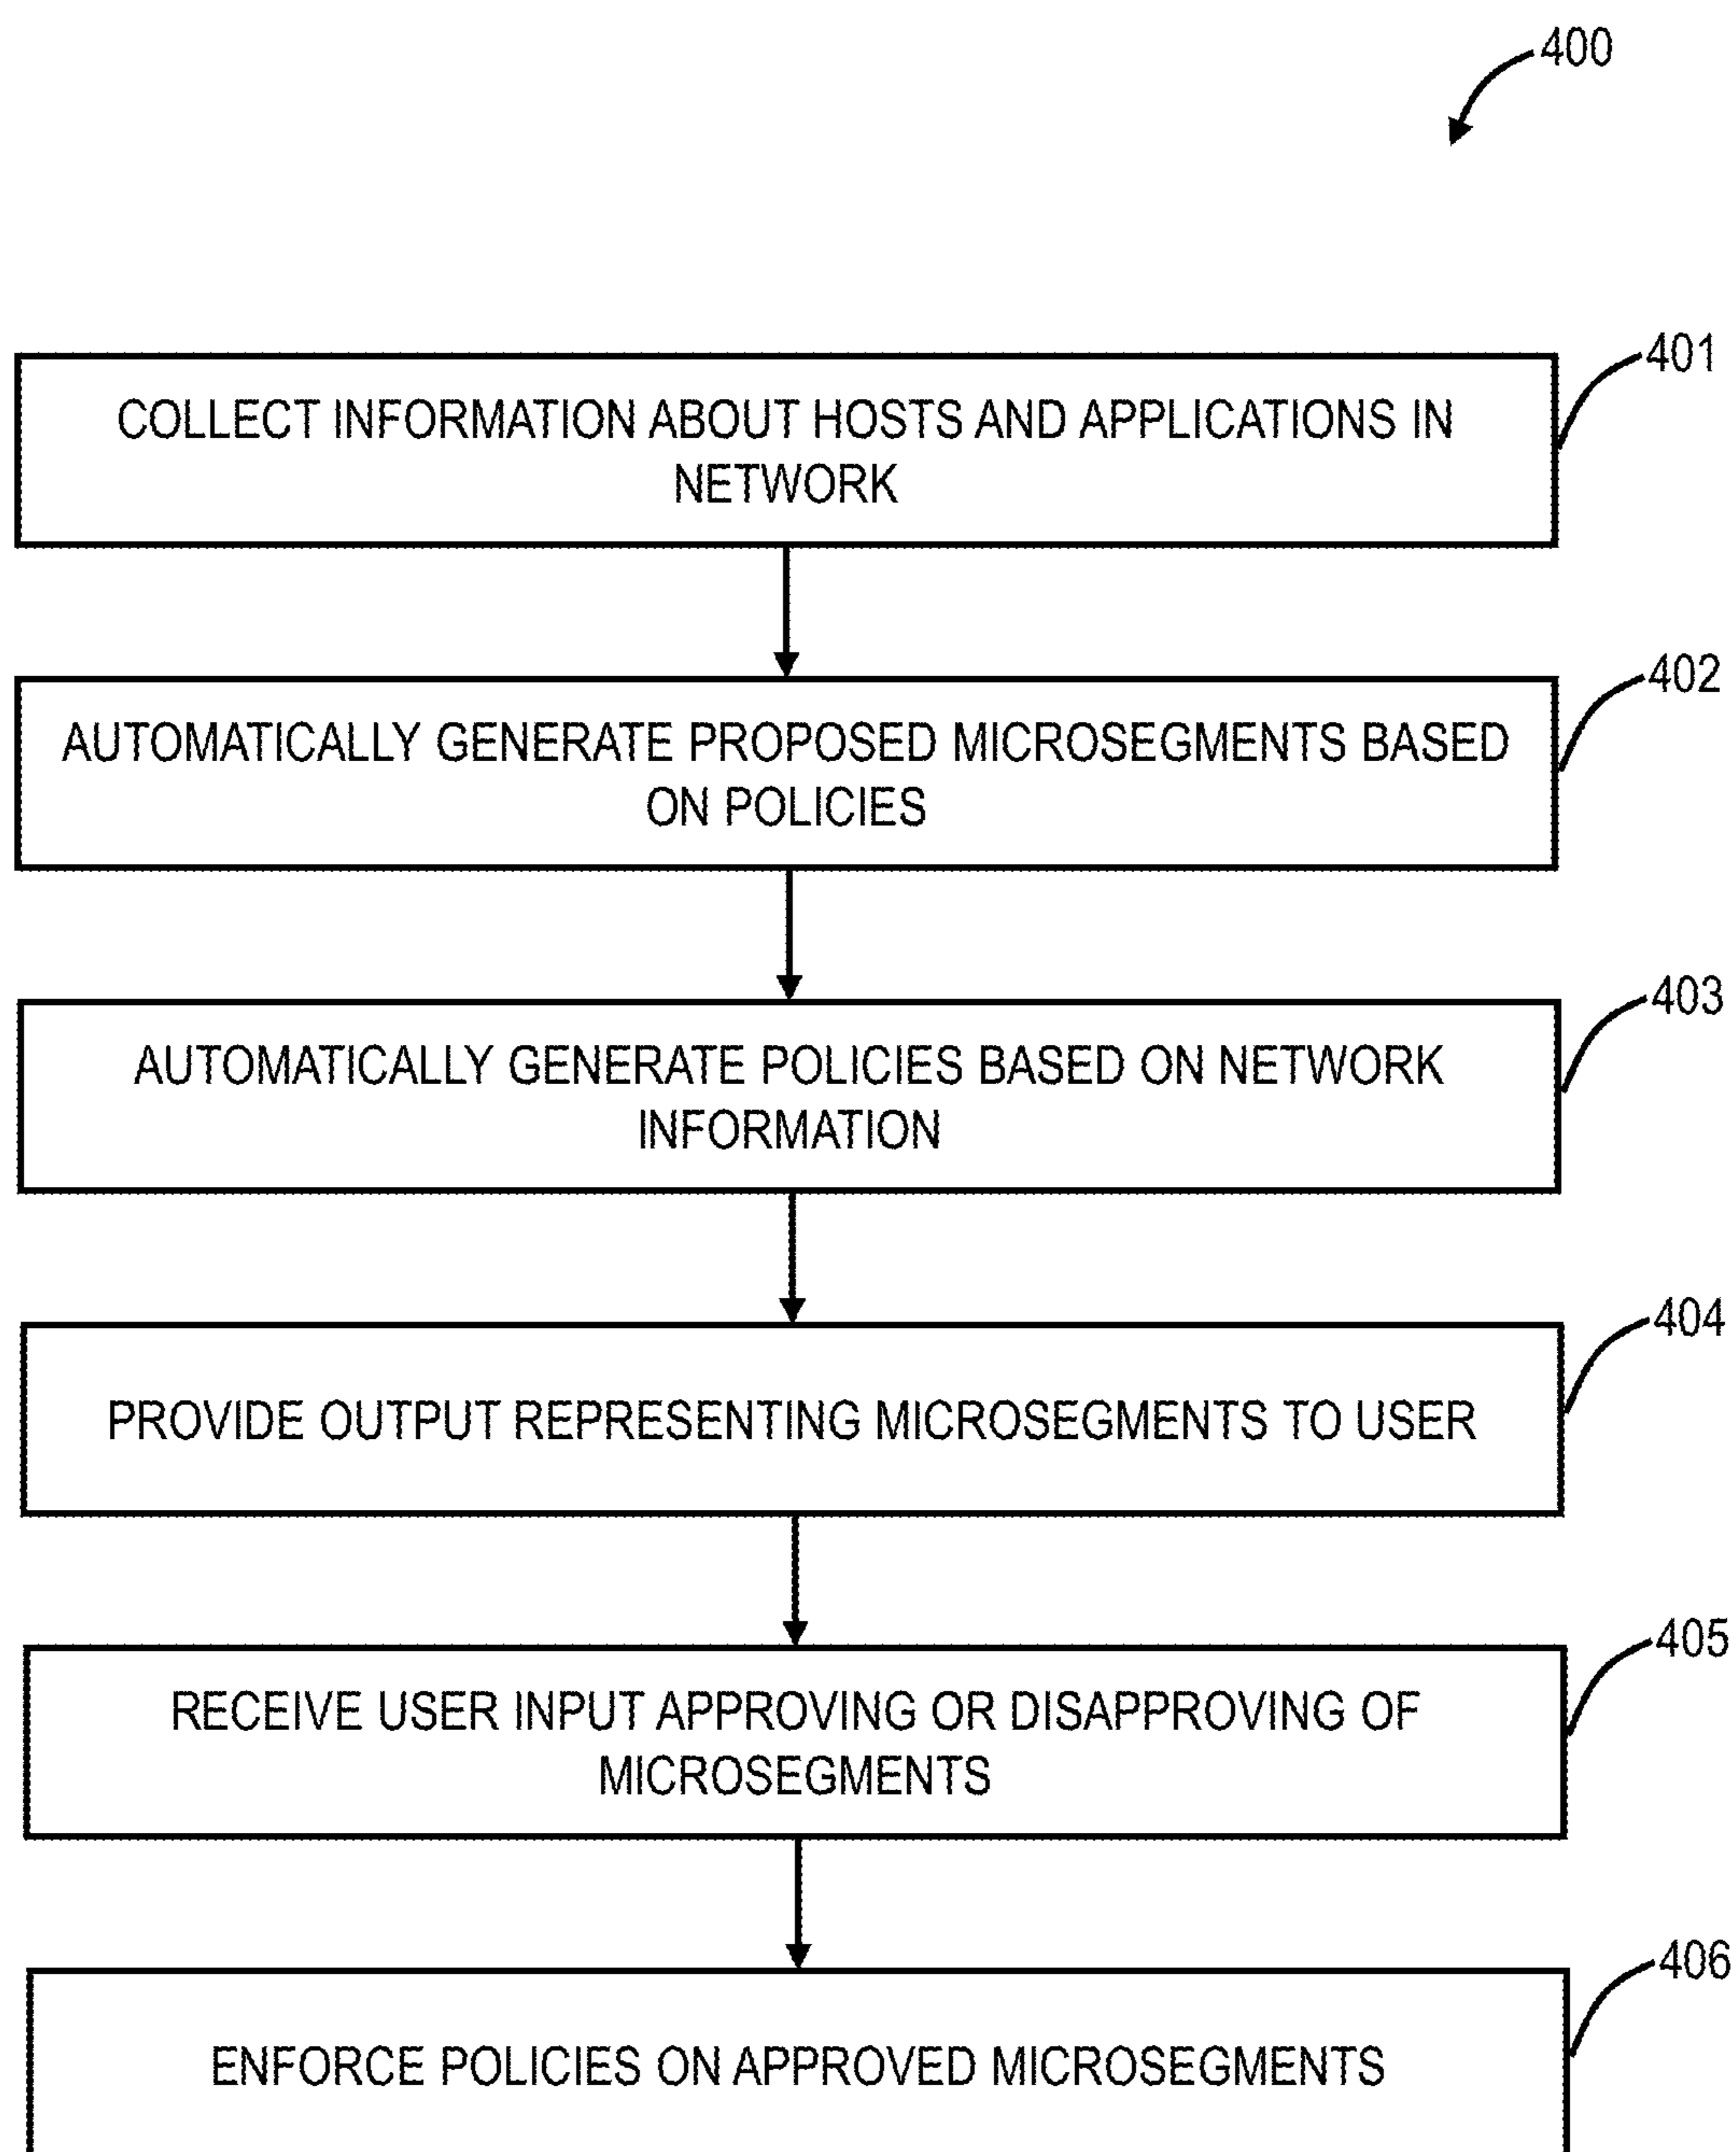 400
401
COLLECT INFORMATION ABOUT HOSTS AND APPLICATIONS IN
NETWORK
402
AUTOMATICALLY GENERATE PROPOSED MICROSEGMENTS BASED
ON POLICIES
403
AUTOMATICALLY GENERATE POLICIES BASED ON NETWORK
INFORMATION
404
PROVIDE OUTPUT REPRESENTING MICROSEGMENTS TO USER
405
RECEIVE USER INPUT APPROVING OR DISAPPROVING OF
MICROSEGMENTS
406
ENFORCE POLICIES ON APPROVED MICROSEGMENTS